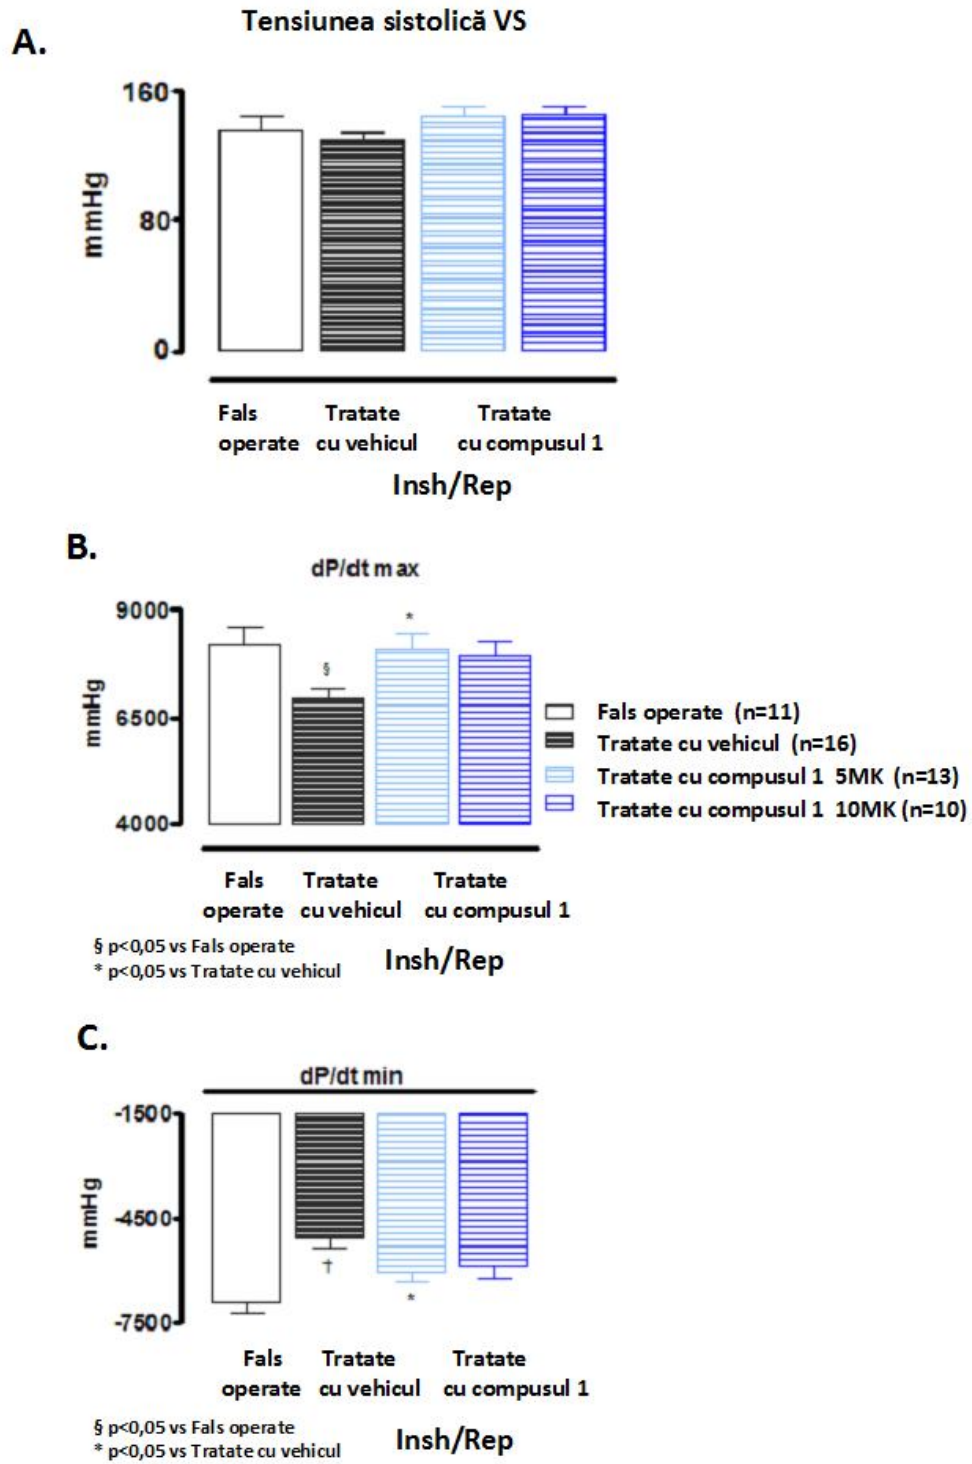 Tensiunea sistolică VS
A.
160
80
0
mmHg
Fals Tratate Tratate
operate cu vehicul cu compusul 1
Insh/Rep
B.
dP/dt max
9000
6500
4000
mmHg
*
§
Fals operate (n=11)
Tratate cu vehicul (n=16)
Tratate cu compusul 1 5MK (n=13)
Tratate cu compusul 1 10MK (n=10)
Fals Tratate Tratate
operate cu vehicul cu compusul 1
§ p<0,05 vs Fals operate
* p<0,05 vs Tratate cu vehicul
Insh/Rep
C.
dP/dt min
-1500
-4500
-7500
mmHg
†
*
Fals Tratate Tratate
operate cu vehicul cu compusul 1
§ p<0,05 vs Fals operate
* p<0,05 vs Tratate cu vehicul
Insh/Rep